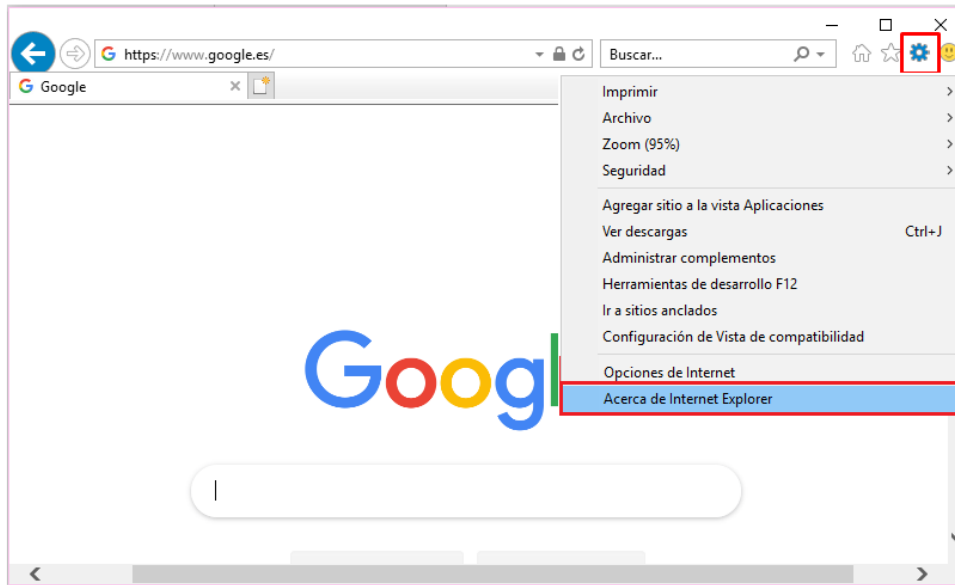 https://www.google.es/
Buscar...
Google
Imprimir
Archivo
Zoom (95%)
Seguridad
Agregar sitio a la vista Aplicaciones
Ver descargas Ctrl+J
Administrar complementos
Herramientas de desarrollo F12
Ir a sitios anclados
Configuración de Vista de compatibilidad
Opciones de Internet
Acerca de Internet Explorer
Googl